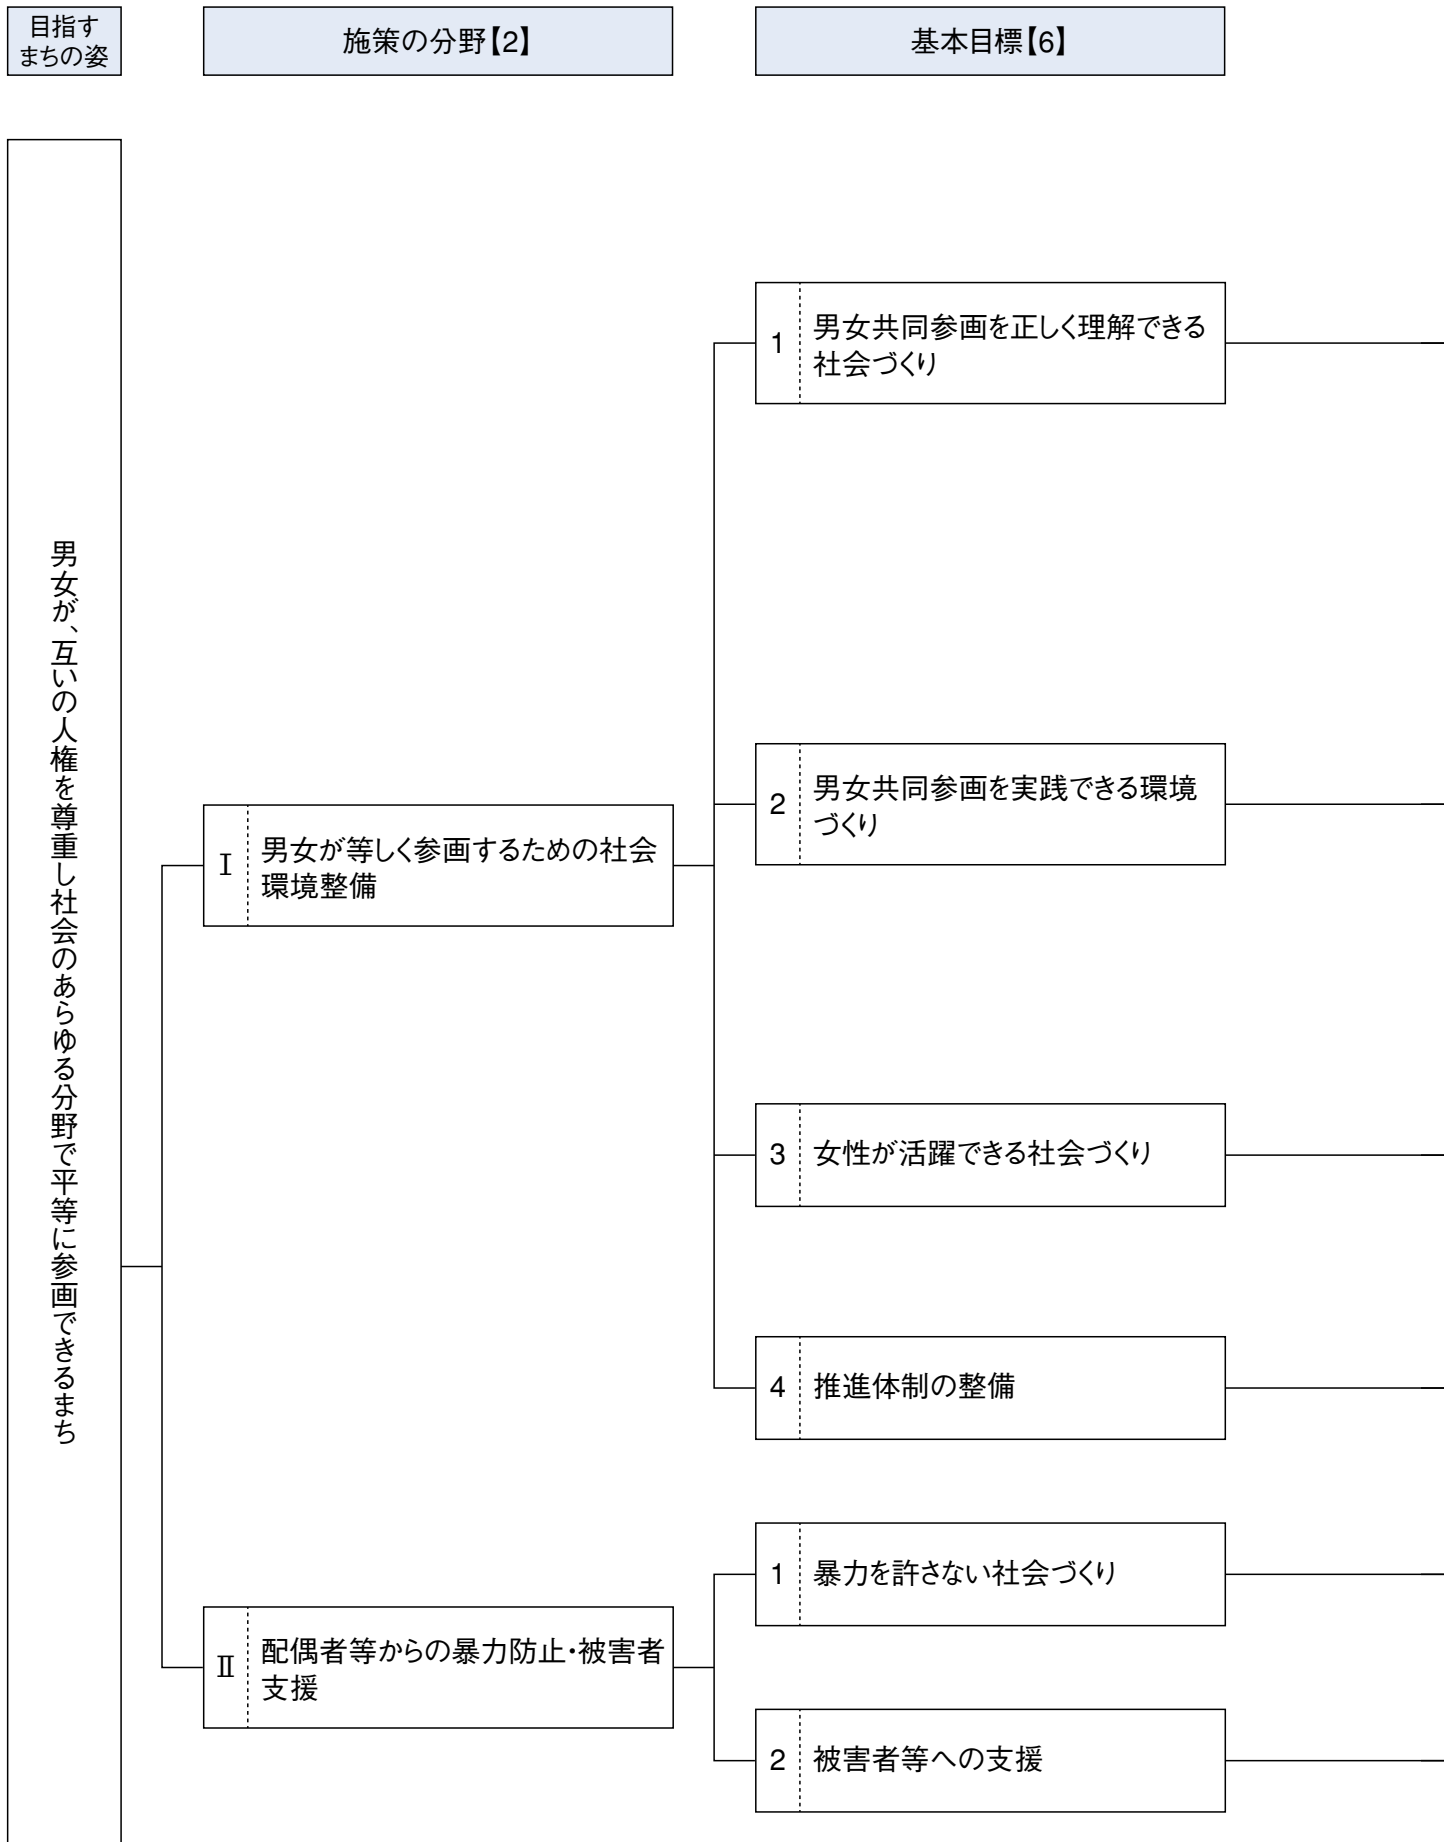 目指す
まちの姿
施策の分野【2】
基本目標【6】
男女が、互いの人権を尊重し社会のあらゆる分野で平等に参画できるまち
Ⅰ
男女が等しく参画するための社会
環境整備
1
男女共同参画を正しく理解できる
社会づくり
2
男女共同参画を実践できる環境
づくり
3
女性が活躍できる社会づくり
4
推進体制の整備
Ⅱ
配偶者等からの暴力防止・被害者
支援
1
暴力を許さない社会づくり
2
被害者等への支援